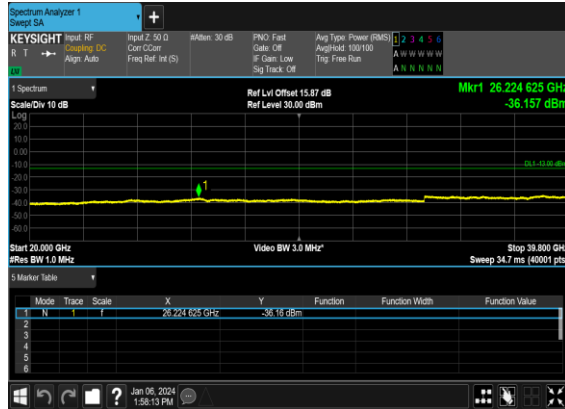 Spectrum Analyzer 1
Swept SA
+
KEYSIGHT Input: RF Input Z: 50 Ω #Atten: 30 dB PNO: Fast Avg Type: Power (RMS) 1 2 3 4 5 6
R T Coupling: DC Corr CCorr Gate: Off Avg|Hold: 100/100 A W W W W W
Align: Auto Freq Ref: Int (S) IF Gain: Low Trig: Free Run
Sig Track: Off A N N N N N
1 Spectrum Ref Lvl Offset 15.87 dB Mkr1 26.224 625 GHz
Scale/Div 10 dB Ref Level 30.00 dBm -36.157 dBm
Log
20.0
10.0
0.00
-10.0 DL1 -13.00 dBm
-20.0
-30.0 1
-40.0
-50.0
-60.0
Start 20.000 GHz Video BW 3.0 MHz* Stop 39.800 GHz
#Res BW 1.0 MHz Sweep 34.7 ms (40001 pts)
5 Marker Table
Mode Trace Scale X Y Function Function Width Function Value
1 N 1 f 26.224 625 GHz -36.16 dBm
2
3
4
5
6
? Jan 06, 2024
1:58:13 PM